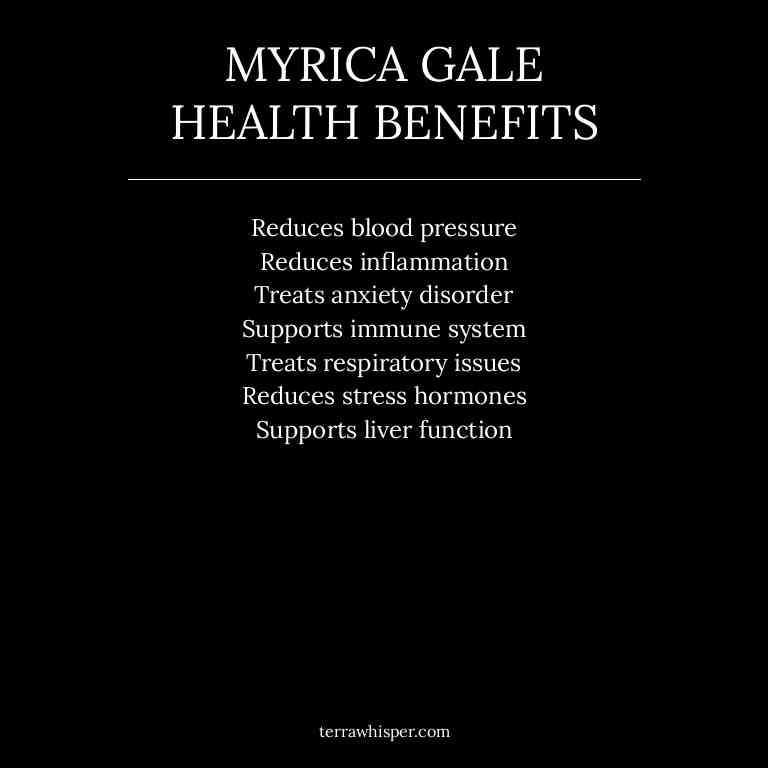 MYRICA GALE
HEALTH BENEFITS
Reduces blood pressure
Reduces inflammation
Treats anxiety disorder
Supports immune system
Treats respiratory issues
Reduces stress hormones
Supports liver function
terrawhisper.com